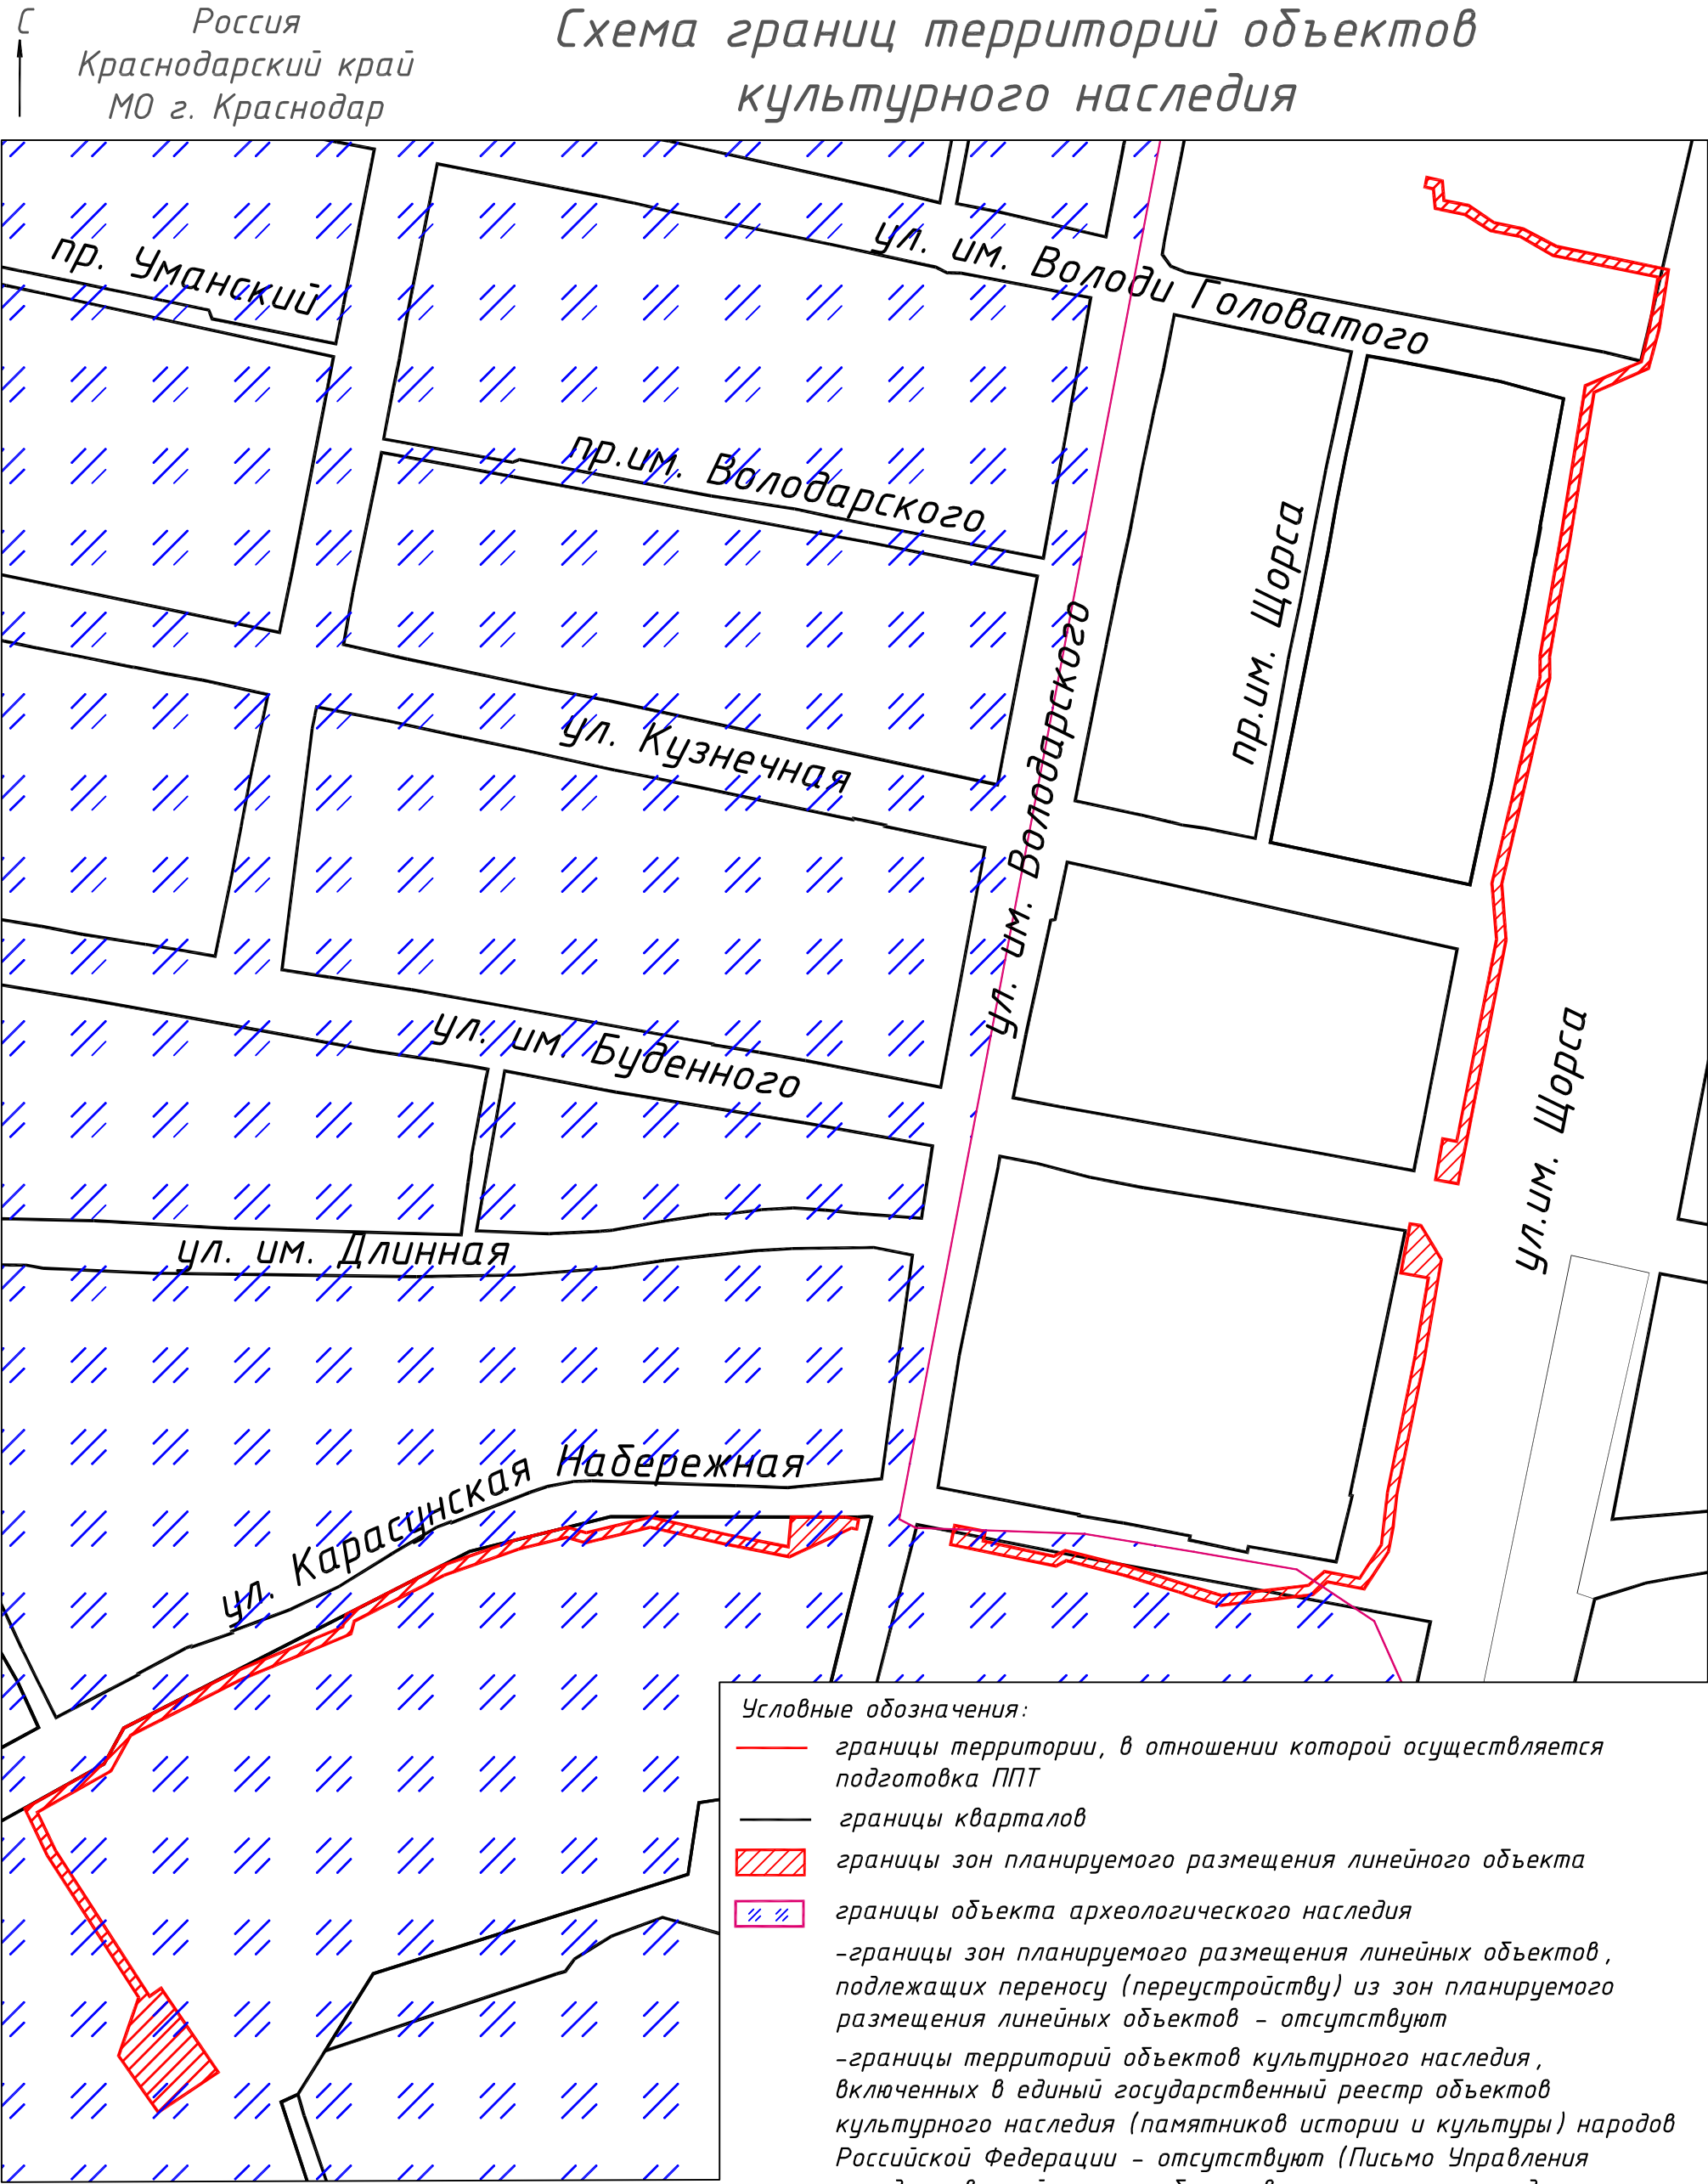 С
Россия
Краснодарский край
МО г. Краснодар
Схема границ территорий объектов
культурного наследия
пр. Уманский
ул. им. Володи Головатого
пр.им. Володарского
пр.им. Щорса
ул. Кузнечная
ул. им. Володарского
ул. им. Буденного
ул.им. Щорса
ул. им. Длинная
ул. Карасунская Набережная
Условные обозначения:
границы территории, в отношении которой осуществляется
подготовка ППТ
границы кварталов
границы зон планируемого размещения линейного объекта
границы объекта археологического наследия
-границы зон планируемого размещения линейных объектов,
подлежащих переносу (переустройству) из зон планируемого
размещения линейных объектов - отсутствуют
-границы территорий объектов культурного наследия,
включенных в единый государственный реестр объектов
культурного наследия (памятников истории и культуры) народов
Российской Федерации - отсутствуют (Письмо Управления